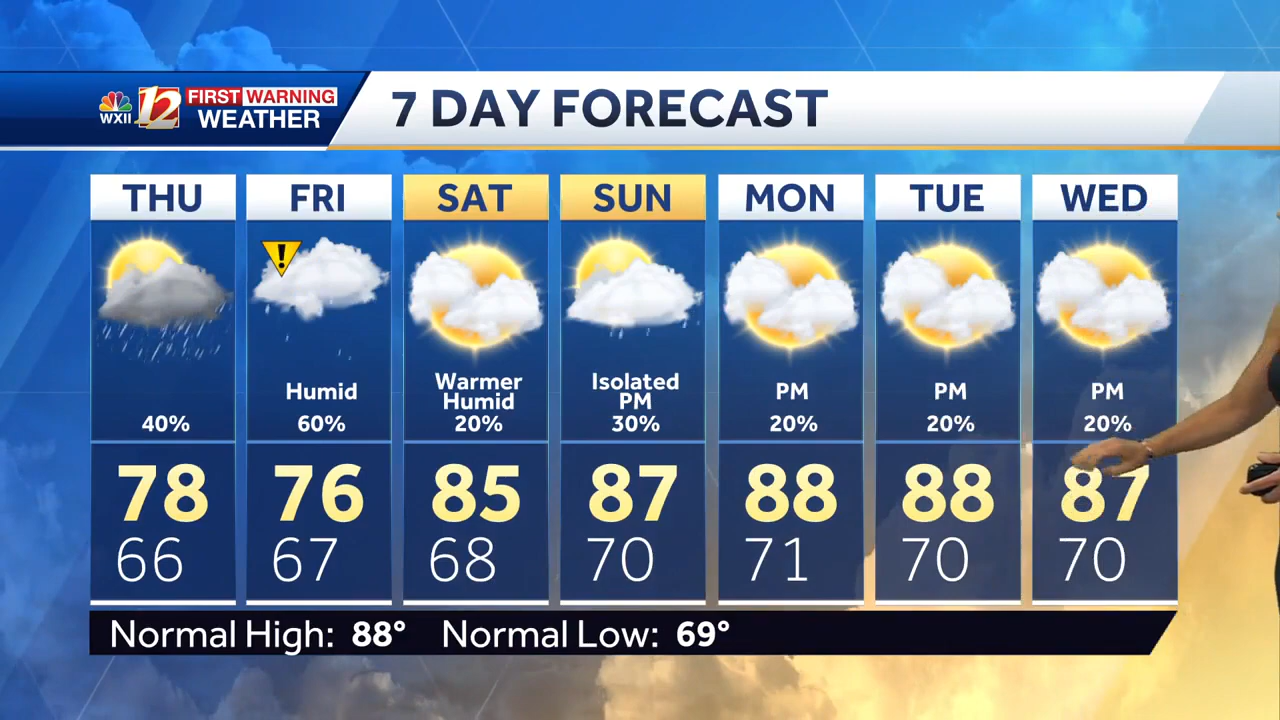 WXII 12 FIRST WARNING
WEATHER
7 DAY FORECAST
THU FRI SAT SUN MON TUE WED
!
Humid Warmer Humid Isolated PM PM PM PM
40% 60% 20% 30% 20% 20% 20%
78 76 85 87 88 88 87
66 67 68 70 71 70 70
Normal High: 88° Normal Low: 69°